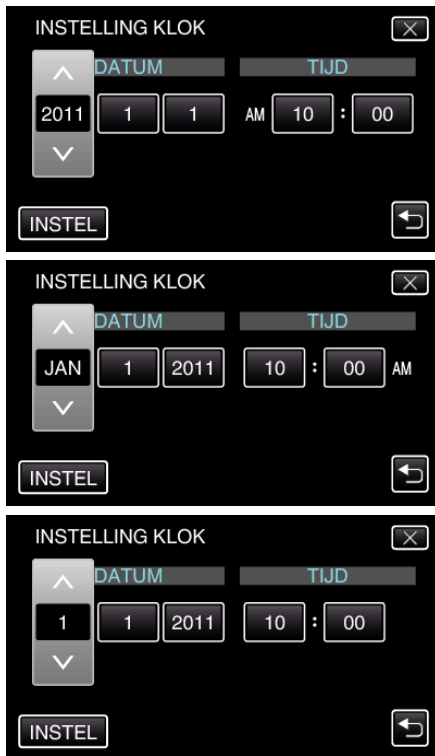 INSTELLING KLOK
DATUM TIJD
2011 1 1 AM 10 : 00
INSTEL
INSTELLING KLOK
DATUM TIJD
JAN 1 2011 10 : 00 AM
INSTEL
INSTELLING KLOK
DATUM TIJD
1 1 2011 10 : 00
INSTEL